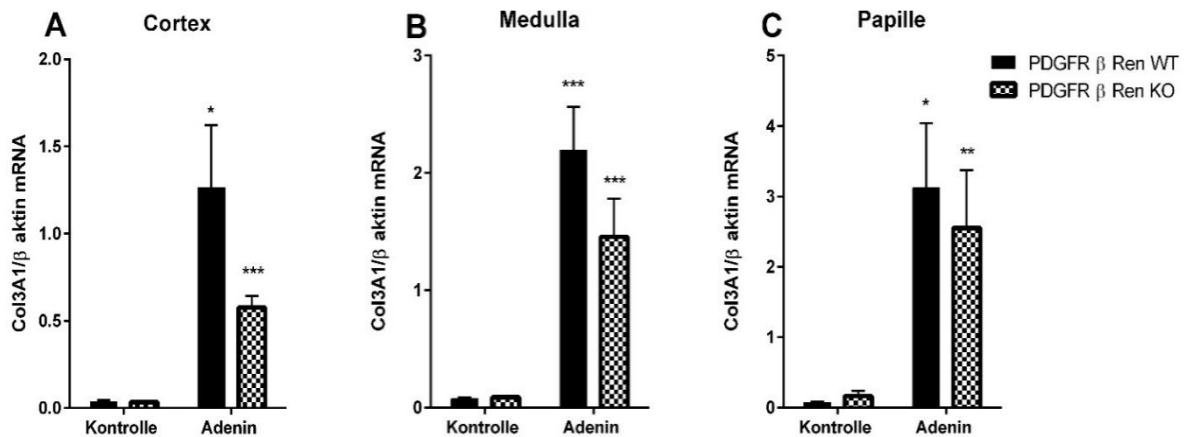 A
Cortex
Col3A1/β aktin mRNA
2.0
1.5
1.0
0.5
0.0
*
***
Kontrolle
Adenin
B
Medulla
Col3A1/β aktin mRNA
3
2
1
0
***
***
Kontrolle
Adenin
C
Papille
Col3A1/β aktin mRNA
5
4
3
2
1
0
*
**
Kontrolle
Adenin
PDGFR β Ren WT
PDGFR β Ren KO